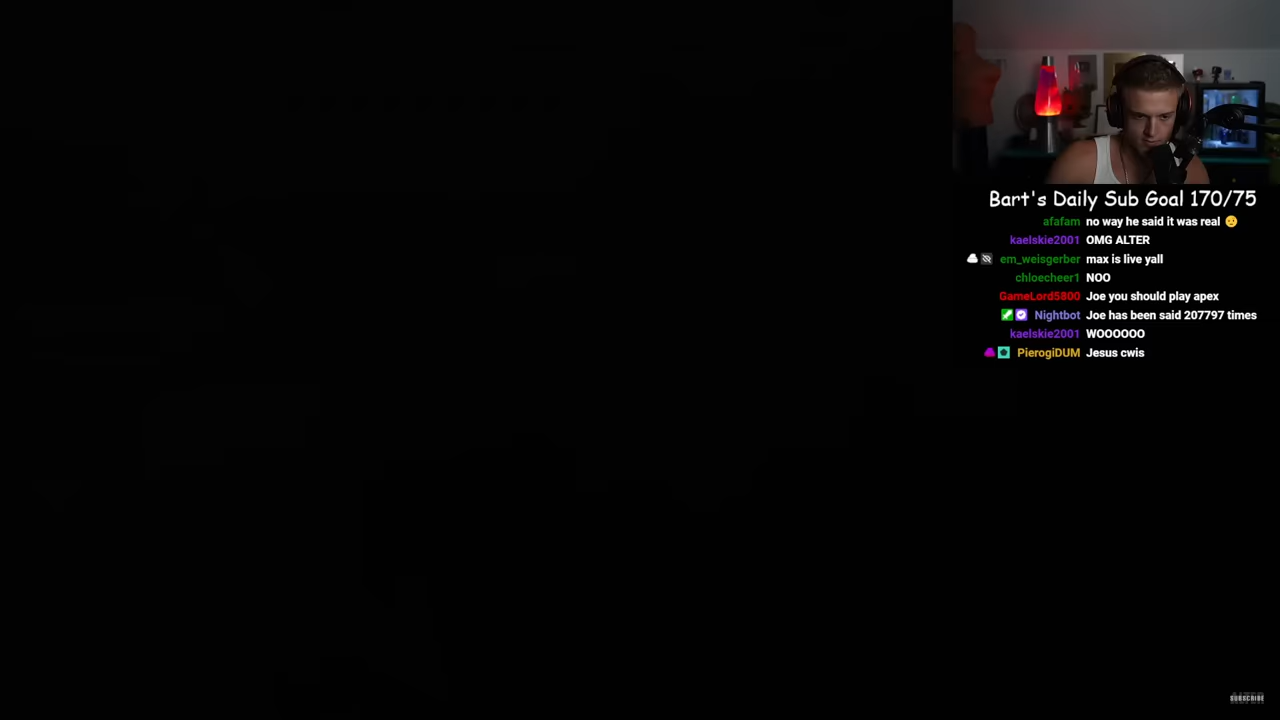 Bart's Daily Sub Goal 170/75
afafam no way he said it was real
kaelskie2001 OMG ALTER
em_weisgerber max is live yall
chloecheer1 NOO
GameLord5800 Joe you should play apex
Nightbot Joe has been said 207797 times
kaelskie2001 WOOOOOO
PierogiDUM Jesus cwis
SUBSCRIBE